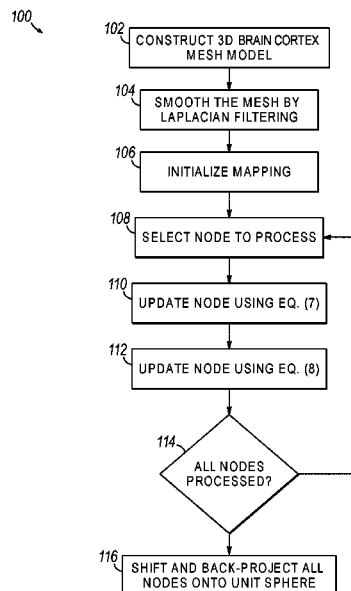 100
102
CONSTRUCT 3D BRAIN CORTEX
MESH MODEL
104
SMOOTH THE MESH BY
LAPLACIAN FILTERING
106
INITIALIZE MAPPING
108
SELECT NODE TO PROCESS
110
UPDATE NODE USING EQ. (7)
112
UPDATE NODE USING EQ. (8)
114
ALL NODES
PROCESSED?
116
SHIFT AND BACK-PROJECT ALL
NODES ONTO UNIT SPHERE